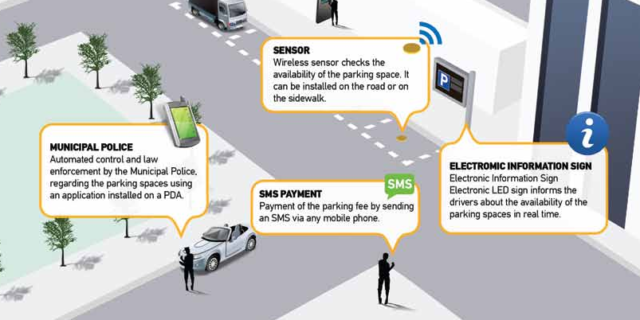 SENSOR
Wireless sensor checks the
availability of the parking space. It
can be installed on the road or on
the sidewalk.
P
i
MUNICIPAL POLICE
Automated control and law
enforcement by the Municipal Police,
regarding the parking spaces using
an application installed on a PDA.
SMS
SMS PAYMENT
Payment of the parking fee by sending
an SMS via any mobile phone.
ELECTROMIC INFORMATION SIGN
Electronic Information Sign
Electronic LED sign informs the
drivers about the availability of the
parking spaces in real time.